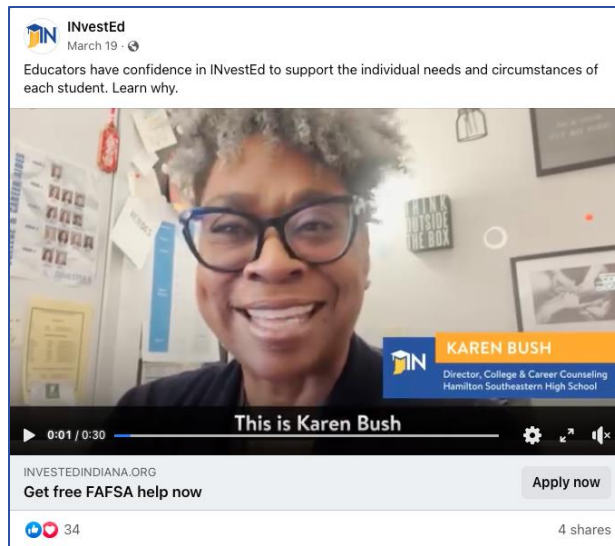 IN
INvestEd
March 19 ·
Educators have confidence in INvestEd to support the individual needs and circumstances of
each student. Learn why.
THINK
OUTSIDE
THE BOX
IN
KAREN BUSH
Director, College & Career Counseling
Hamilton Southeastern High School
This is Karen Bush
0:01 / 0:30
INVESTEDINDIANA.ORG
Get free FAFSA help now
Apply now
34
4 shares